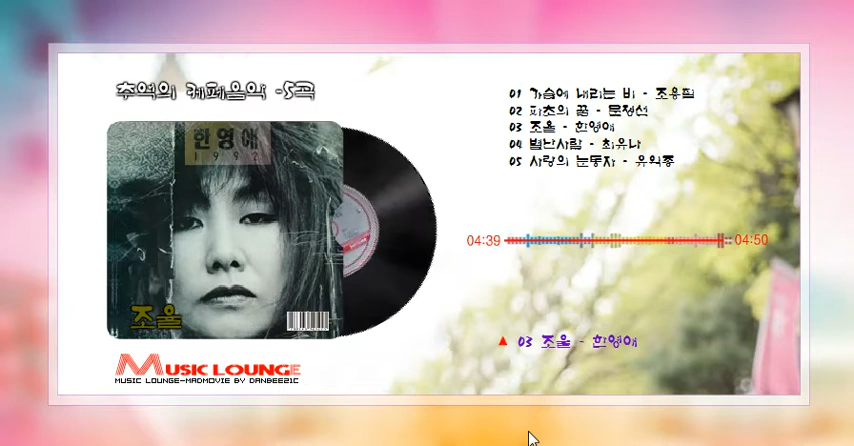 추억의 카페음악 -5곡
01 가슴에 내리는 비 - 조용필
02 파초의 꿈 - 문정선
03 조율 - 한영애
04 별난사람 - 최유나
05 사랑의 눈동자 - 유익종
한영애
1992
조율
04:39
04:50
▲ 03 조율 - 한영애
MUSIC LOUNGE
MUSIC LOUNGE-MADMOVIE BY DANBEE21C